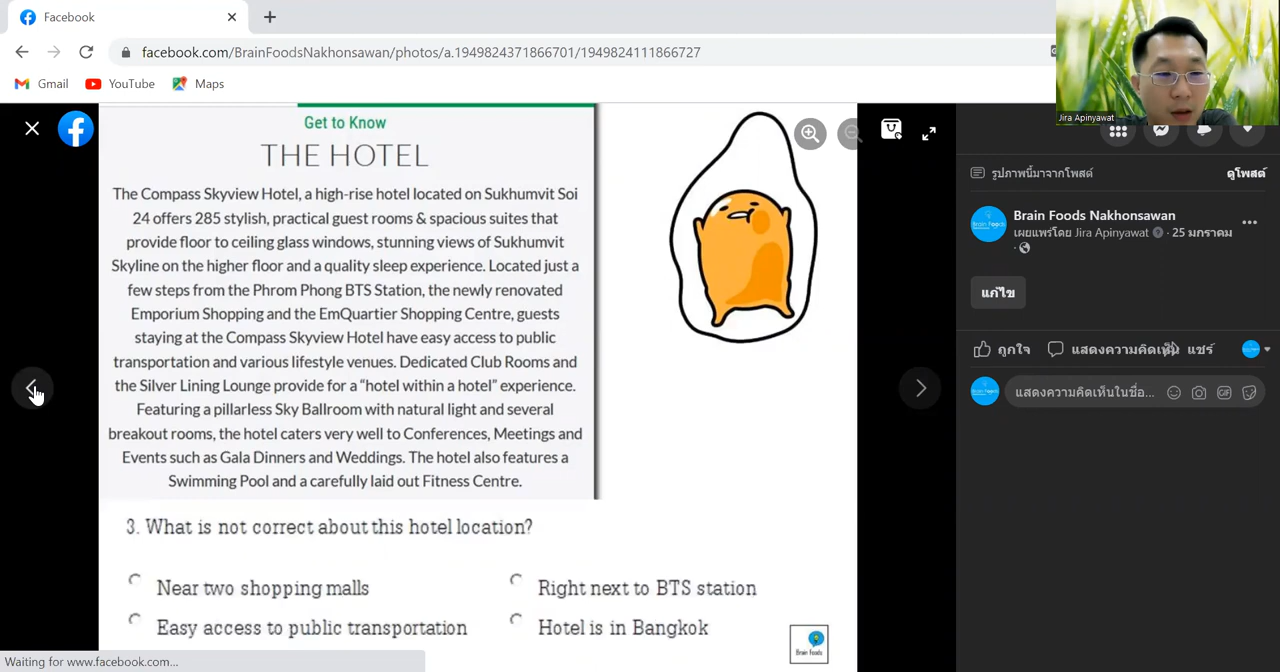 Facebook
facebook.com/BrainFoodsNakhonsawan/photos/a.1949824371866701/1949824111866727
Gmail YouTube Maps
Jira Apinyawat
Get to Know
THE HOTEL
The Compass Skyview Hotel, a high-rise hotel located on Sukhumvit Soi
24 offers 285 stylish, practical guest rooms & spacious suites that
provide floor to ceiling glass windows, stunning views of Sukhumvit
Skyline on the higher floor and a quality sleep experience. Located just a
few steps from the Phrom Phong BTS Station, the newly renovated
Emporium Shopping and the EmQuartier Shopping Centre, guests
staying at the Compass Skyview Hotel have easy access to public
transportation and various lifestyle venues. Dedicated Club Rooms and
the Silver Lining Lounge provide for a “hotel within a hotel” experience.
Featuring a pillarless Sky Ballroom with natural light and several
breakout rooms, the hotel caters very well to Conferences, Meetings and
Events such as Gala Dinners and Weddings. The hotel also features a
Swimming Pool and a carefully laid out Fitness Centre.
3. What is not correct about this hotel location?
Near two shopping malls
Right next to BTS station
Easy access to public transportation
Hotel is in Bangkok
Brain Foods
รูปภาพนี้มาจากโพสต์ ดูโพสต์
Brain Foods Nakhonsawan
เผยแพร่โดย Jira Apinyawat · 25 มกราคม
·
แก้ไข
ถูกใจ แสดงความคิดเห็น แชร์
แสดงความคิดเห็นในชื่อ... GIF
Waiting for www.facebook.com...